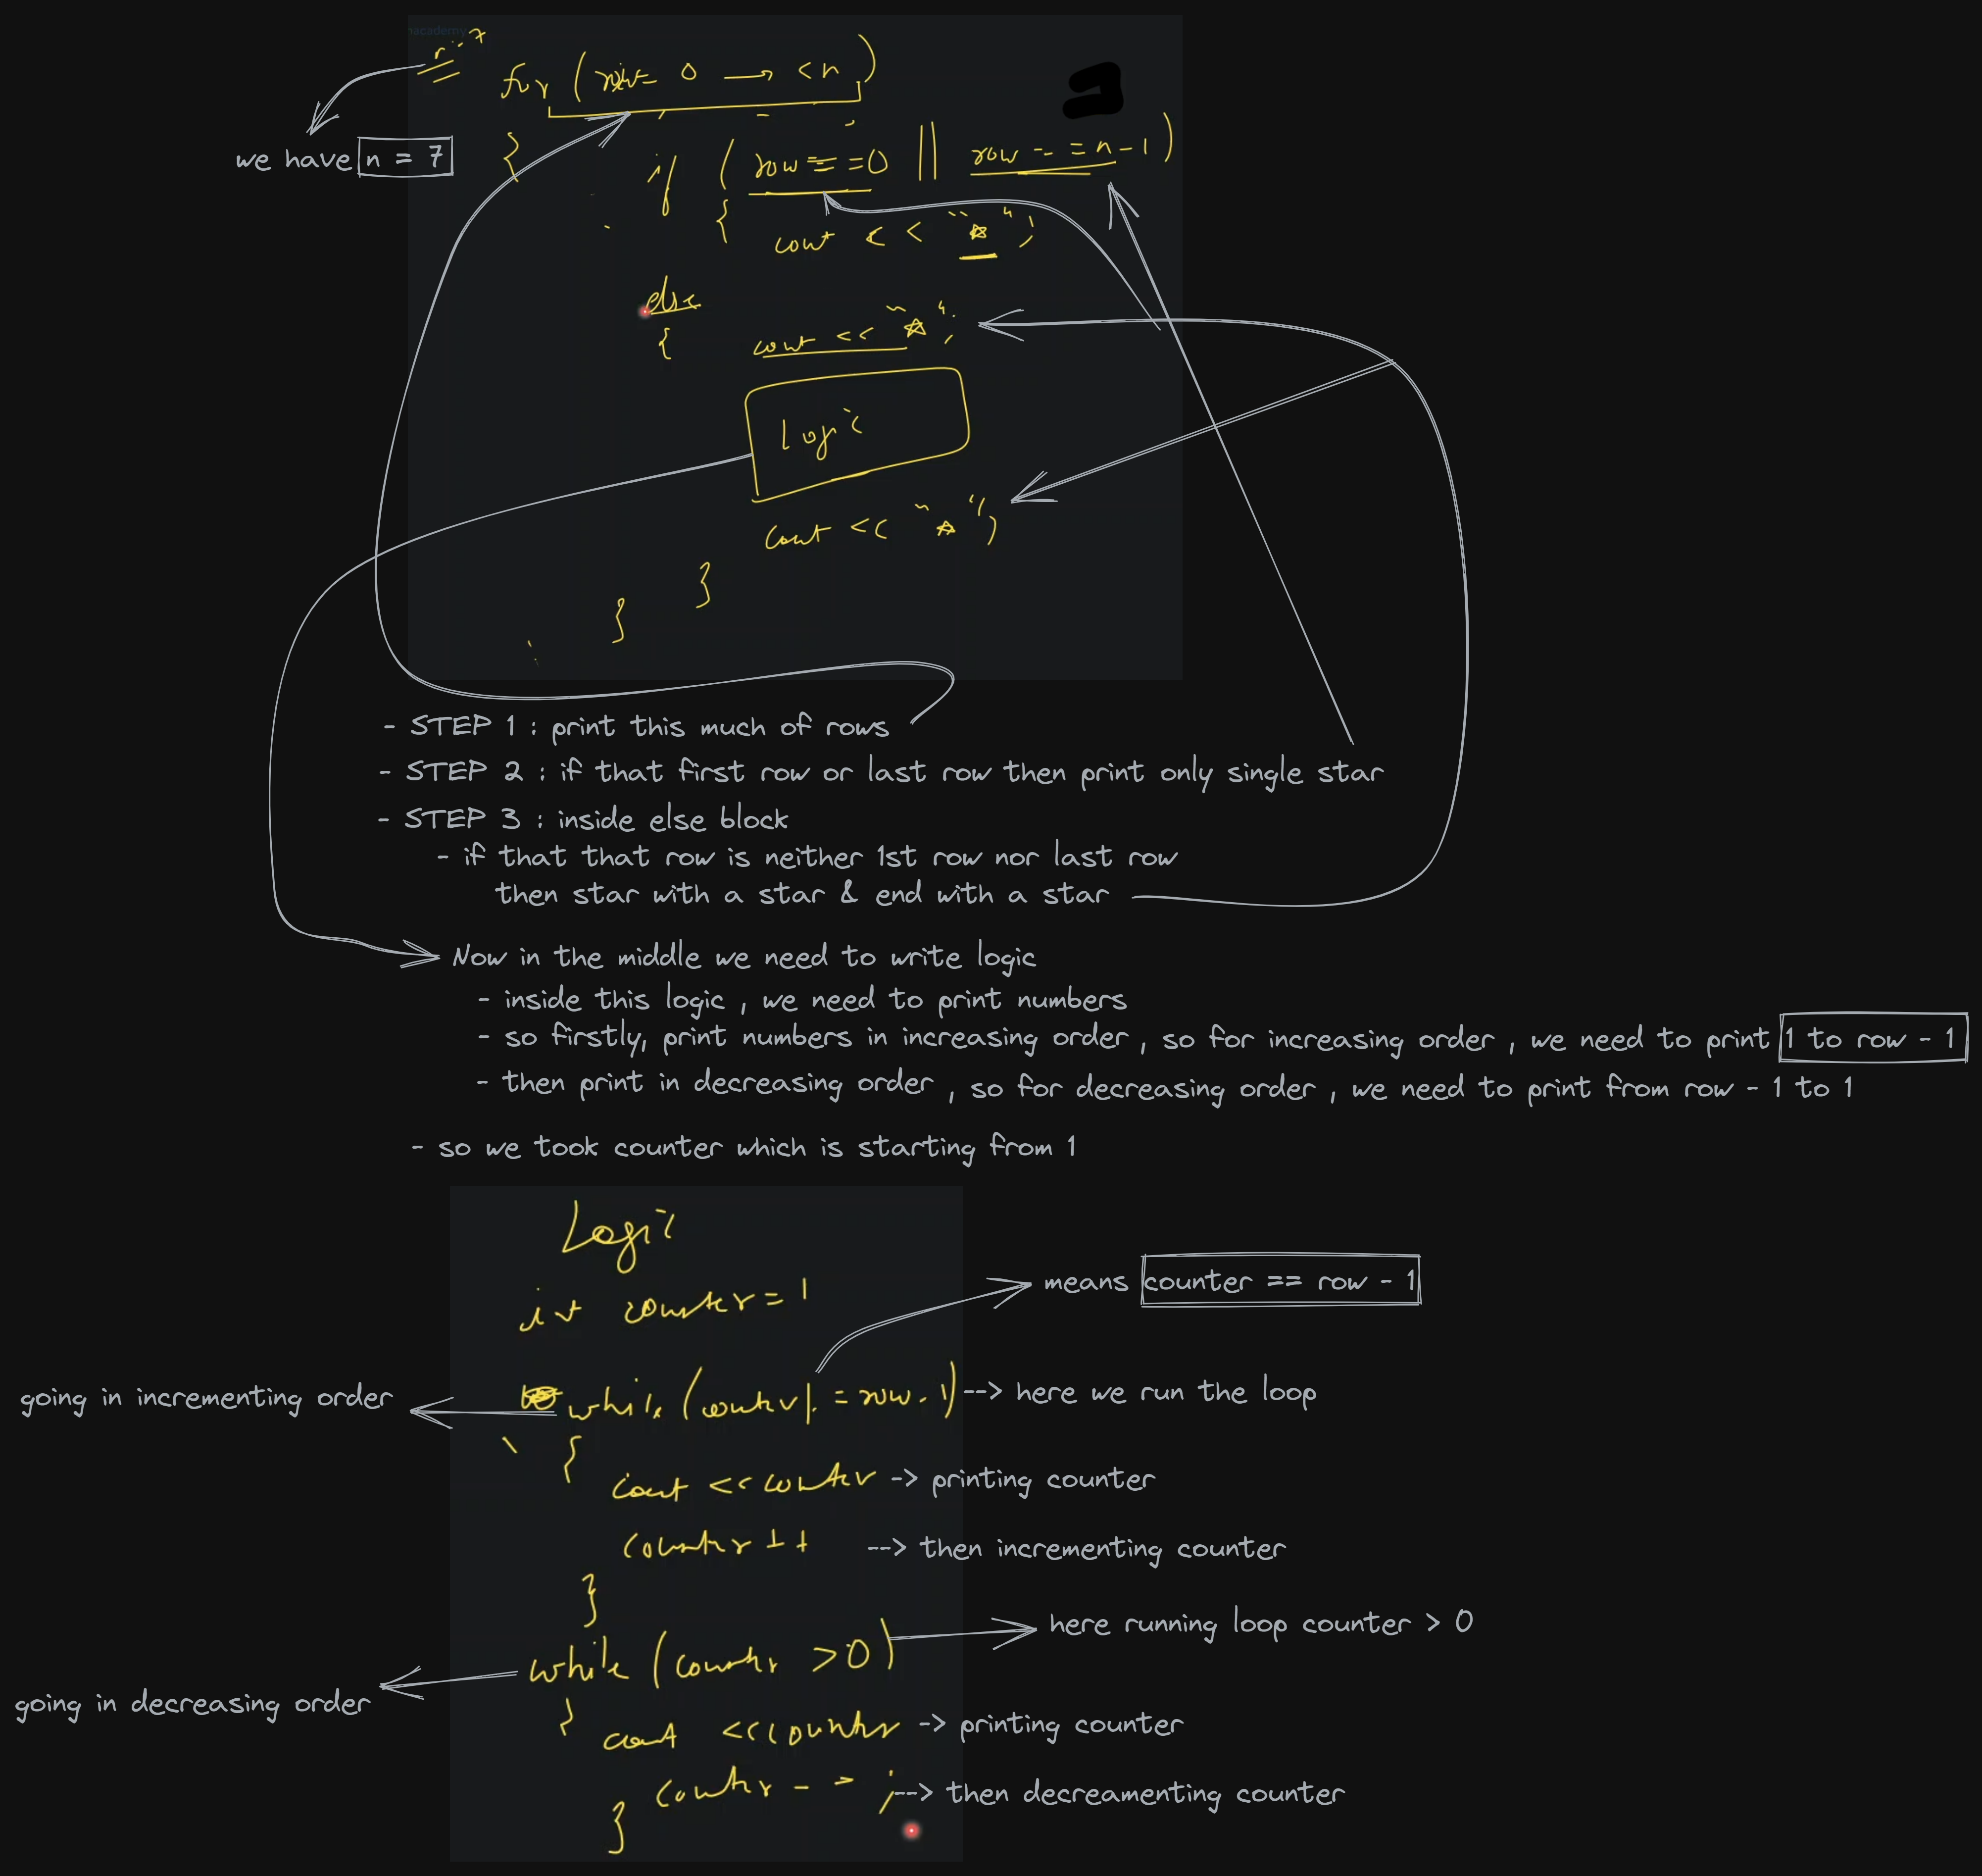 n = 7
for ( row = 0 → < n )
we have n = 7
}
if ( row == = 0 || row - = n - 1 )
{ cout << "☆" ;
else
{ cout << "☆" ;
Logic
cout << "☆" ;
}
}
- STEP 1 : print this much of rows
- STEP 2 : if that first row or last row then print only single star
- STEP 3 : inside else block
- if that that row is neither 1st row nor last row
then star with a star & end with a star
Now in the middle we need to write logic
- inside this logic , we need to print numbers
- so firstly, print numbers in increasing order , so for increasing order , we need to print 1 to row - 1
- then print in decreasing order , so for decreasing order , we need to print from row - 1 to 1
- so we took counter which is starting from 1
Logic
int counter = 1
means counter == row - 1
going in incrementing order
while ( counter ! = row - 1 ) --> here we run the loop
{
cout << counter -> printing counter
counter ++ --> then incrementing counter
}
here running loop counter > 0
while ( counter > 0 )
going in decreasing order
{ cout << counter -> printing counter
counter - - ; --> then decreamenting counter
}